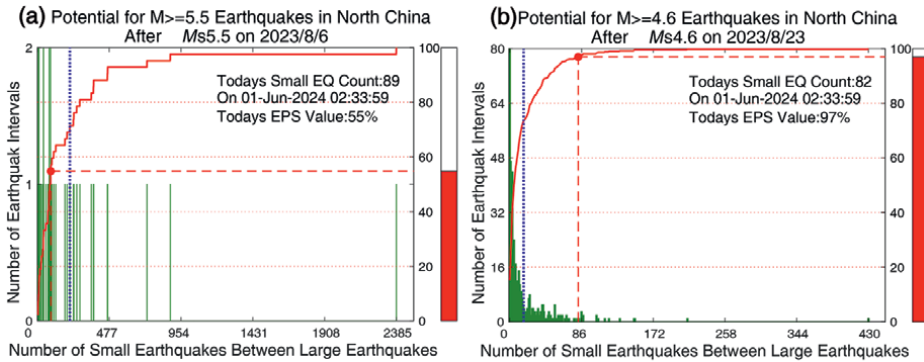 (a) Potential for M>=5.5 Earthquakes in North China
After Ms5.5 on 2023/8/6
2
1
0
Number of Earthquak Intervals
Todays Small EQ Count:89
On 01-Jun-2024 02:33:59
Todays EPS Value:55%
100
80
60
40
20
0
0 477 954 1431 1908 2385
Number of Small Earthquakes Between Large Earthquakes
(b) Potential for M>=4.6 Earthquakes in North China
After Ms4.6 on 2023/8/23
80
64
48
32
16
0
Number of Earthquak Intervals
Todays Small EQ Count:82
On 01-Jun-2024 02:33:59
Todays EPS Value:97%
100
80
60
40
20
0
0 86 172 258 344 430
Number of Small Earthquakes Between Large Earthquakes